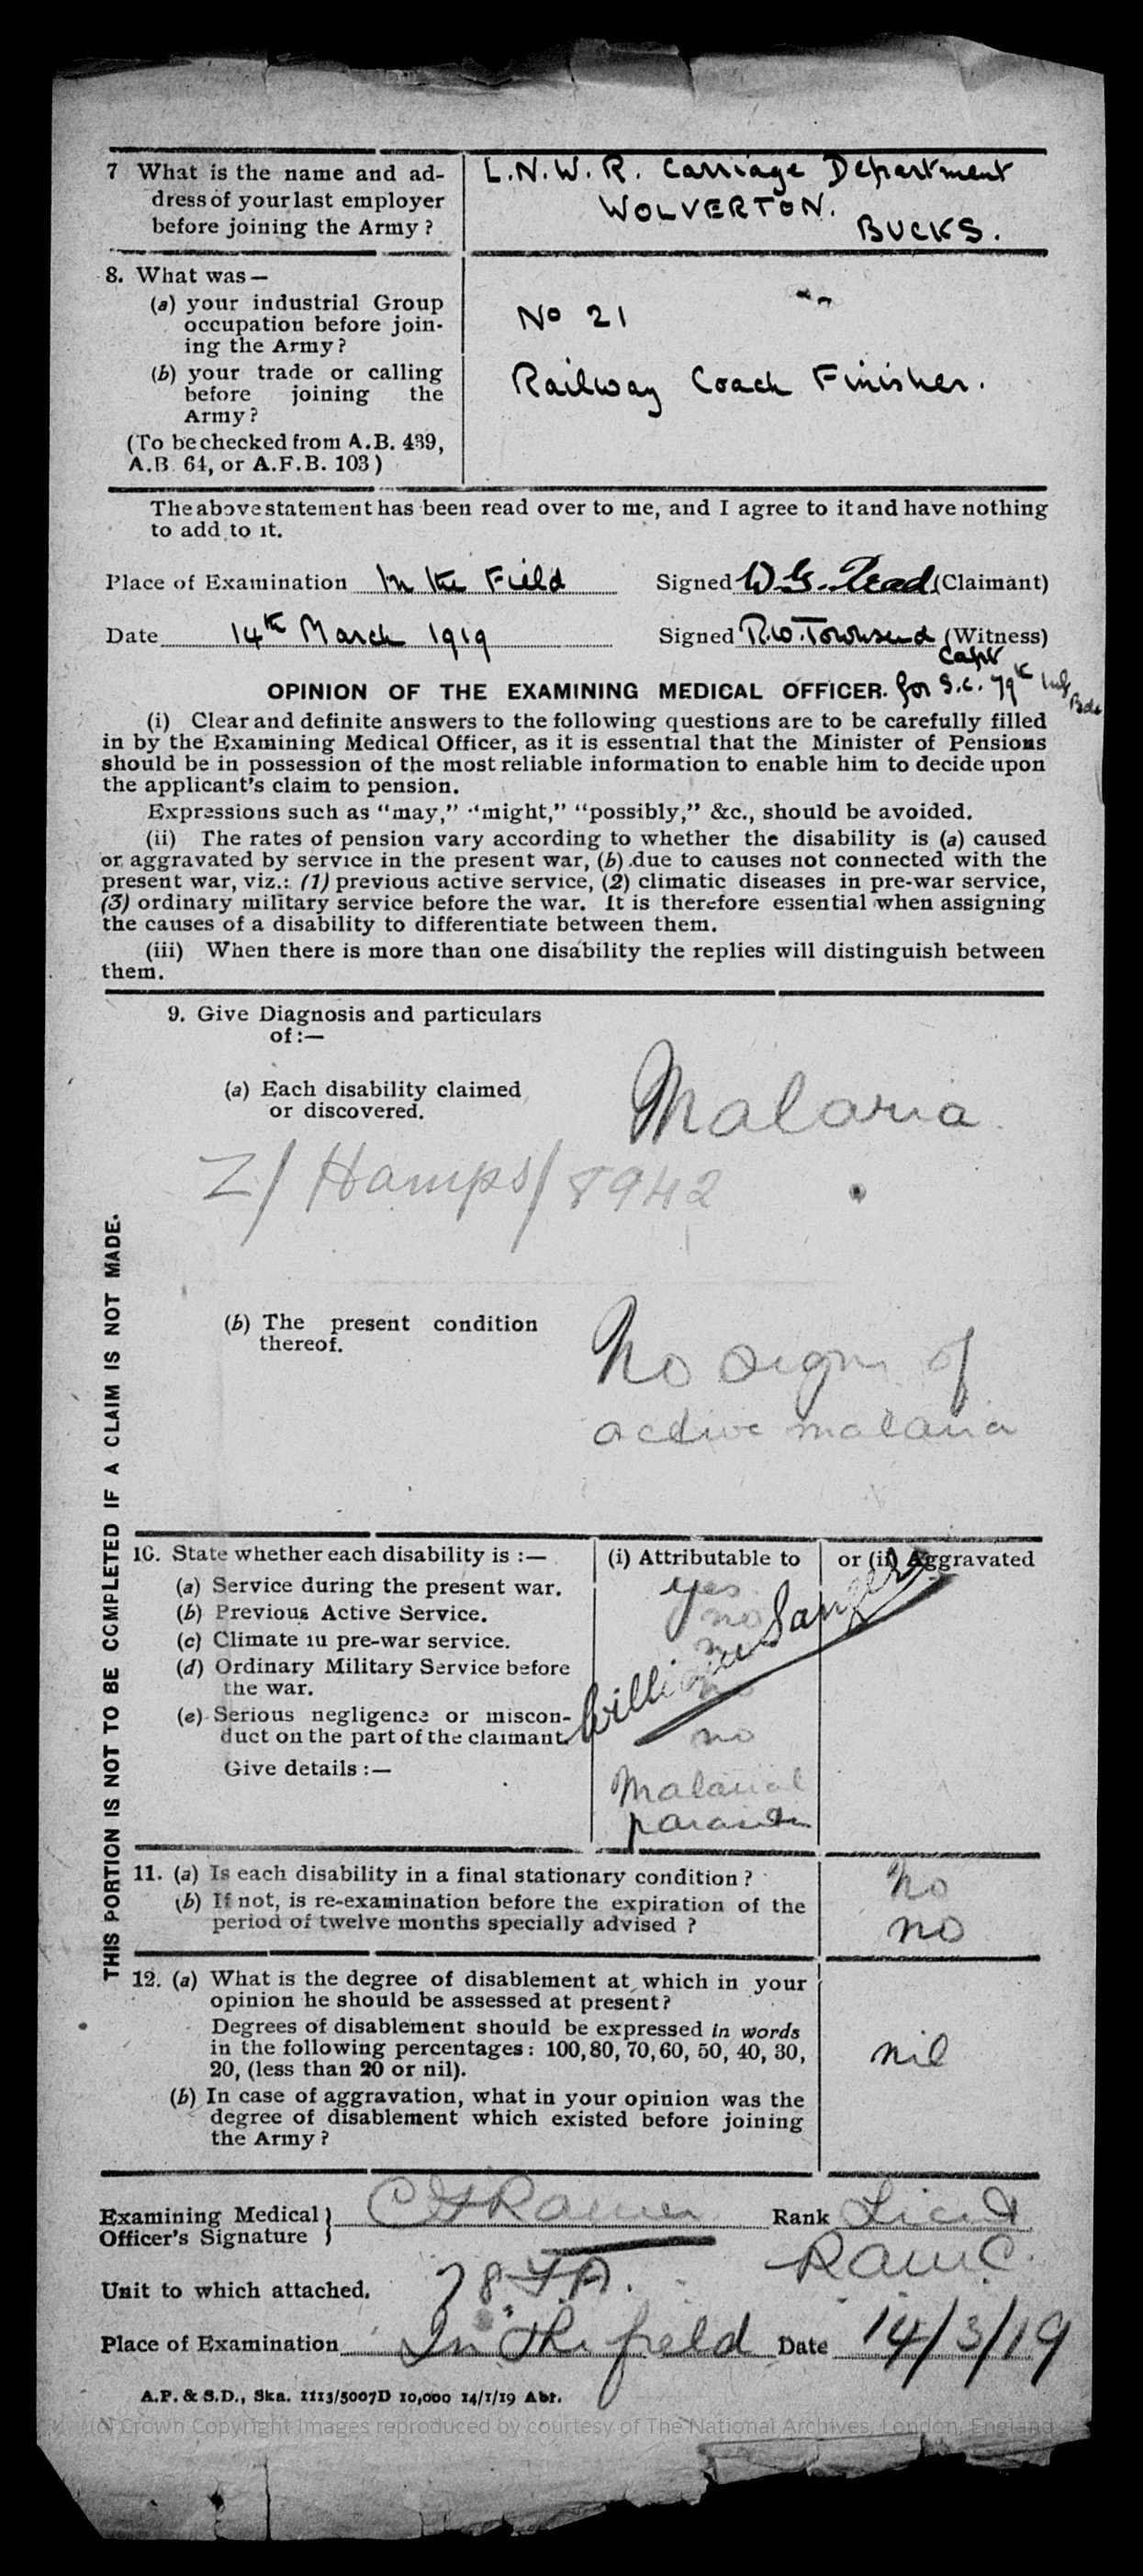 7 What is the name and ad-
dress of your last employer
before joining the Army?
L.N.W.R. Carriage Department
WOLVERTON.
BUCKS.
8. What was—
(a) your industrial Group
occupation before join-
ing the Army?
No 21
(b) your trade or calling
before joining the
Army?
Railway Coach Finisher.
(To be checked from A.B. 439,
A.B. 64, or A.F.B. 103)
The above statement has been read over to me, and I agree to it and have nothing
to add to it.
Place of Examination In the Field Signed W.G. Read (Claimant)
Date 14th March 1919 Signed R.W. Townsend (Witness)
Capt
for S.C. 79th Inf Bde
OPINION OF THE EXAMINING MEDICAL OFFICER.
(i) Clear and definite answers to the following questions are to be carefully filled
in by the Examining Medical Officer, as it is essential that the Minister of Pensions
should be in possession of the most reliable information to enable him to decide upon
the applicant's claim to pension.
Expressions such as "may," "might," "possibly," &c., should be avoided.
(ii) The rates of pension vary according to whether the disability is (a) caused
or aggravated by service in the present war, (b) due to causes not connected with the
present war, viz.: (1) previous active service, (2) climatic diseases in pre-war service,
(3) ordinary military service before the war. It is therefore essential when assigning
the causes of a disability to differentiate between them.
(iii) When there is more than one disability the replies will distinguish between
them.
9. Give Diagnosis and particulars
of:—
(a) Each disability claimed
or discovered.
Malaria
Z/ Hamps/ 8942
(b) The present condition
thereof.
No signs of
active malaria
THIS PORTION IS NOT TO BE COMPLETED IF A CLAIM IS NOT MADE.
10. State whether each disability is:— (i) Attributable to or (ii) Aggravated
(a) Service during the present war. yes
(b) Previous Active Service. no
(c) Climate in pre-war service. no
(d) Ordinary Military Service before
the war. no
(e) Serious negligence or miscon-
duct on the part of the claimant. no
William Sanger
Give details:—
Malarial
parasites
11. (a) Is each disability in a final stationary condition? No
(b) If not, is re-examination before the expiration of the
period of twelve months specially advised? no
12. (a) What is the degree of disablement at which in your
opinion he should be assessed at present?
Degrees of disablement should be expressed in words
in the following percentages: 100, 80, 70, 60, 50, 40, 30,
20, (less than 20 or nil).
nil
(b) In case of aggravation, what in your opinion was the
degree of disablement which existed before joining
the Army?
Examining Medical
Officer's Signature Rank Lieut
RAMC.
Unit to which attached. 78 FA.
Place of Examination In the field Date 14/3/19
A.P. & S.D., Ska. 1113/5007D 10,000 14/1/19 Abt.
(c) Crown Copyright Images reproduced by courtesy of The National Archives, London, England